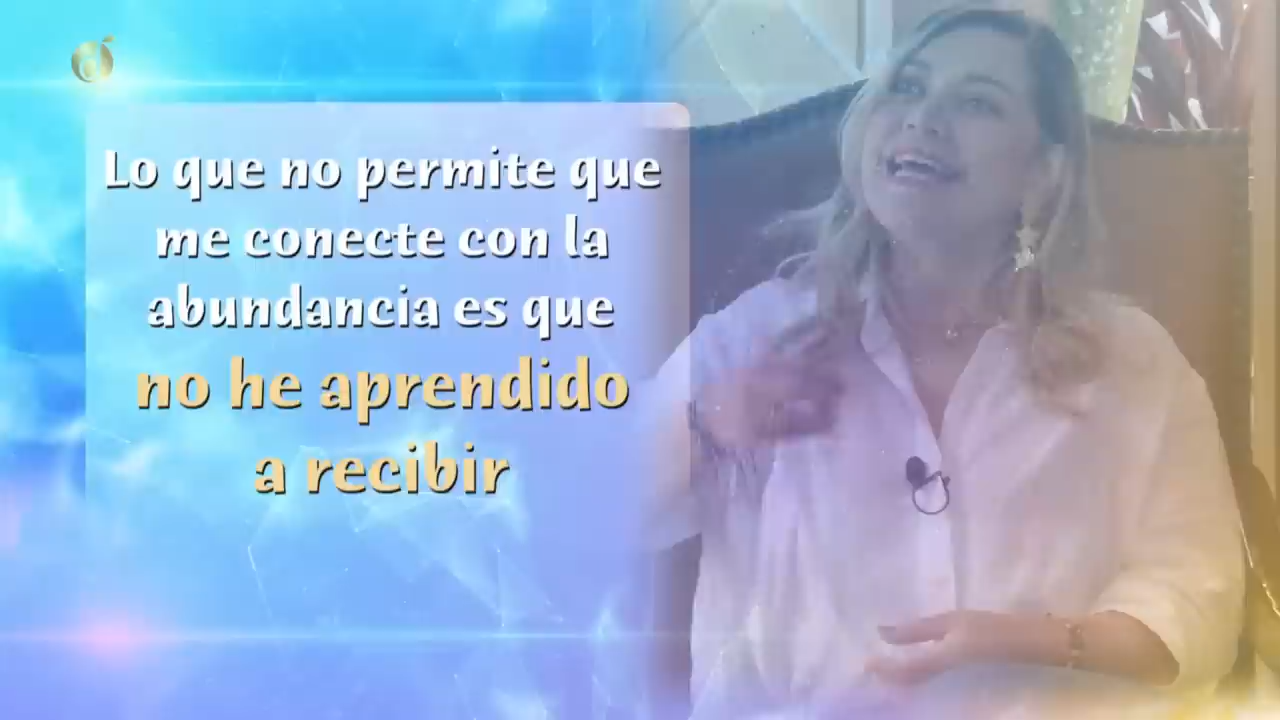 Lo que no permite que
me conecte con la
abundancia es que
no he aprendido
a recibir